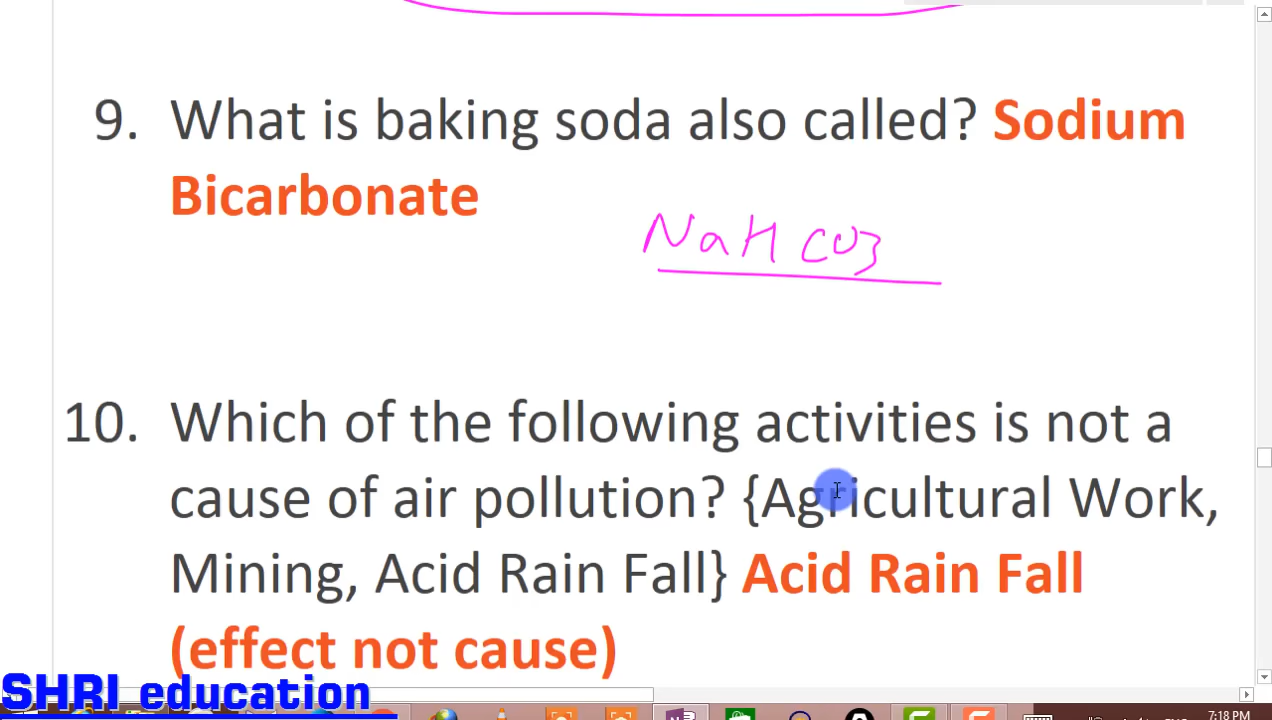 9. What is baking soda also called? Sodium
Bicarbonate
NaHCO3
10. Which of the following activities is not a
cause of air pollution? {Agricultural Work,
Mining, Acid Rain Fall} Acid Rain Fall
(effect not cause)
SHRI education
7:18 PM